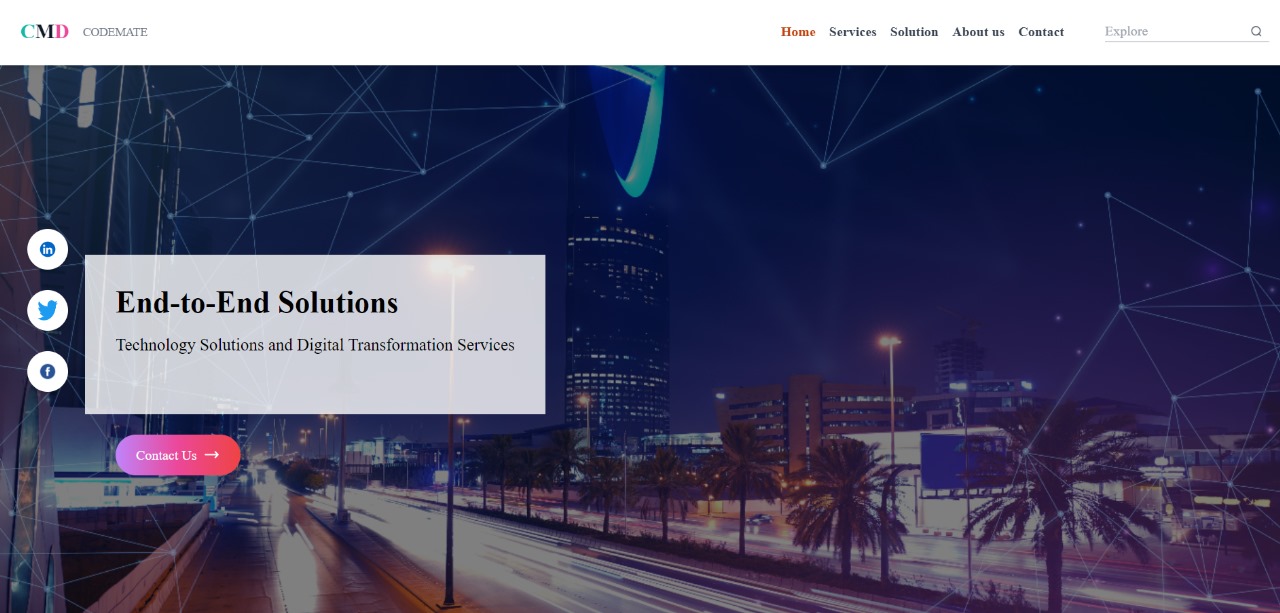 CMD CODEMATE Home Services Solution About us Contact Explore
End-to-End Solutions
Technology Solutions and Digital Transformation Services
Contact Us